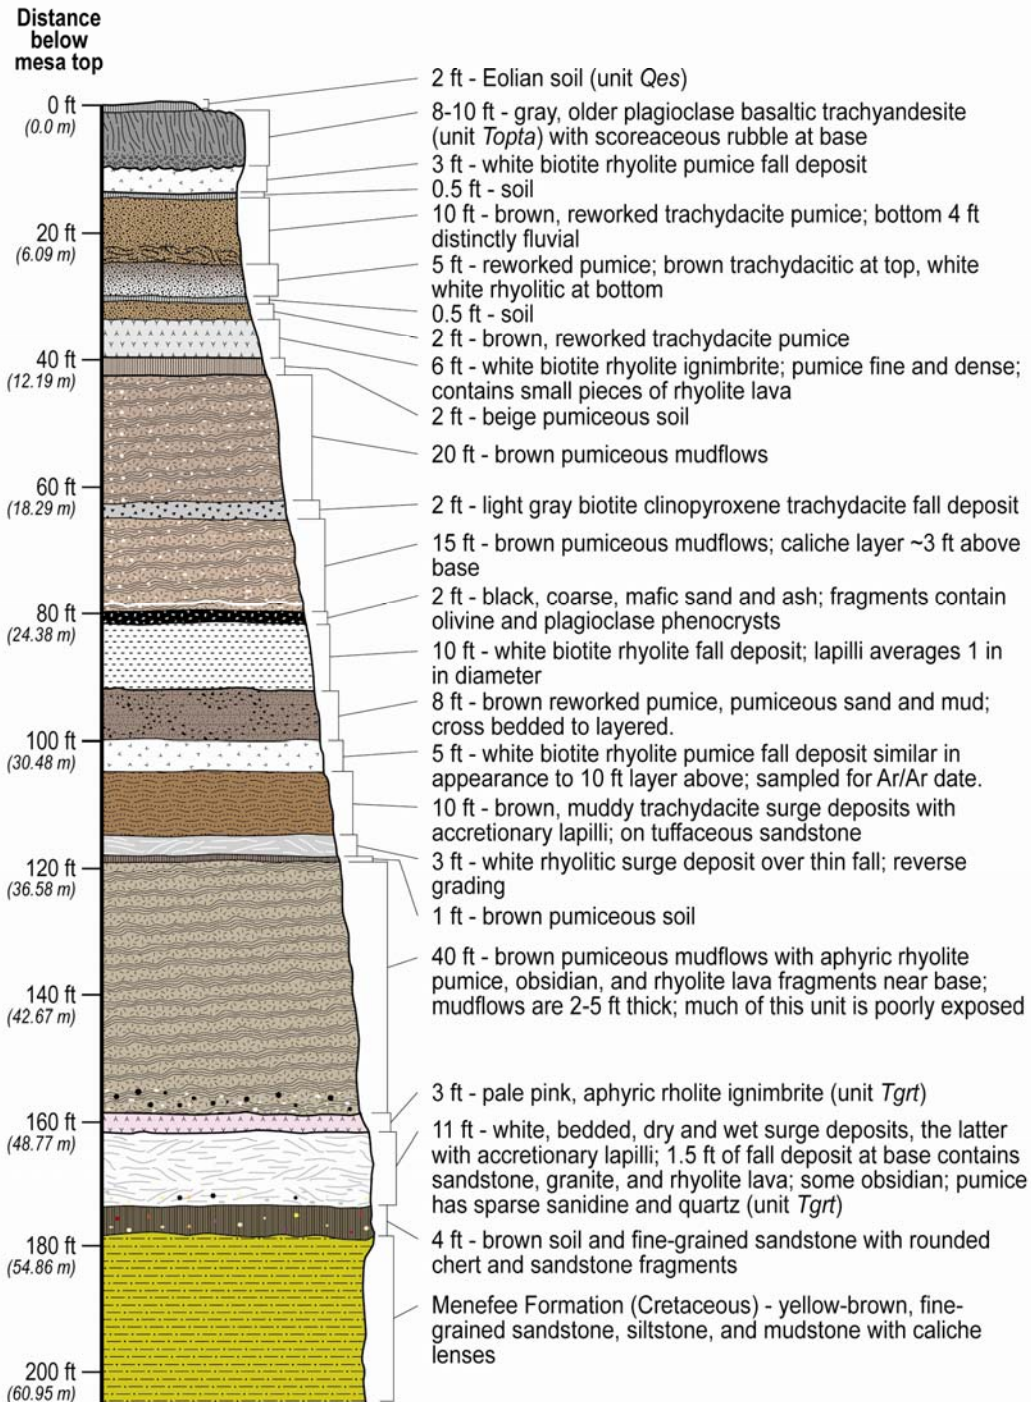 Distance
below
mesa top
0 ft
(0.0 m)
20 ft
(6.09 m)
40 ft
(12.19 m)
60 ft
(18.29 m)
80 ft
(24.38 m)
100 ft
(30.48 m)
120 ft
(36.58 m)
140 ft
(42.67 m)
160 ft
(48.77 m)
180 ft
(54.86 m)
200 ft
(60.95 m)
2 ft - Eolian soil (unit Qes)
8-10 ft - gray, older plagioclase basaltic trachyandesite
(unit Topta) with scoreaceous rubble at base
3 ft - white biotite rhyolite pumice fall deposit
0.5 ft - soil
10 ft - brown, reworked trachydacite pumice; bottom 4 ft
distinctly fluvial
5 ft - reworked pumice; brown trachydacitic at top, white
white rhyolitic at bottom
0.5 ft - soil
2 ft - brown, reworked trachydacite pumice
6 ft - white biotite rhyolite ignimbrite; pumice fine and dense;
contains small pieces of rhyolite lava
2 ft - beige pumiceous soil
20 ft - brown pumiceous mudflows
2 ft - light gray biotite clinopyroxene trachydacite fall deposit
15 ft - brown pumiceous mudflows; caliche layer ~3 ft above
base
2 ft - black, coarse, mafic sand and ash; fragments contain
olivine and plagioclase phenocrysts
10 ft - white biotite rhyolite fall deposit; lapilli averages 1 in
in diameter
8 ft - brown reworked pumice, pumiceous sand and mud;
cross bedded to layered.
5 ft - white biotite rhyolite pumice fall deposit similar in
appearance to 10 ft layer above; sampled for Ar/Ar date.
10 ft - brown, muddy trachydacite surge deposits with
accretionary lapilli; on tuffaceous sandstone
3 ft - white rhyolitic surge deposit over thin fall; reverse
grading
1 ft - brown pumiceous soil
40 ft - brown pumiceous mudflows with aphyric rhyolite
pumice, obsidian, and rhyolite lava fragments near base;
mudflows are 2-5 ft thick; much of this unit is poorly exposed
3 ft - pale pink, aphyric rholite ignimbrite (unit Tgrt)
11 ft - white, bedded, dry and wet surge deposits, the latter
with accretionary lapilli; 1.5 ft of fall deposit at base contains
sandstone, granite, and rhyolite lava; some obsidian; pumice
has sparse sanidine and quartz (unit Tgrt)
4 ft - brown soil and fine-grained sandstone with rounded
chert and sandstone fragments
Menefee Formation (Cretaceous) - yellow-brown, fine-
grained sandstone, siltstone, and mudstone with caliche
lenses